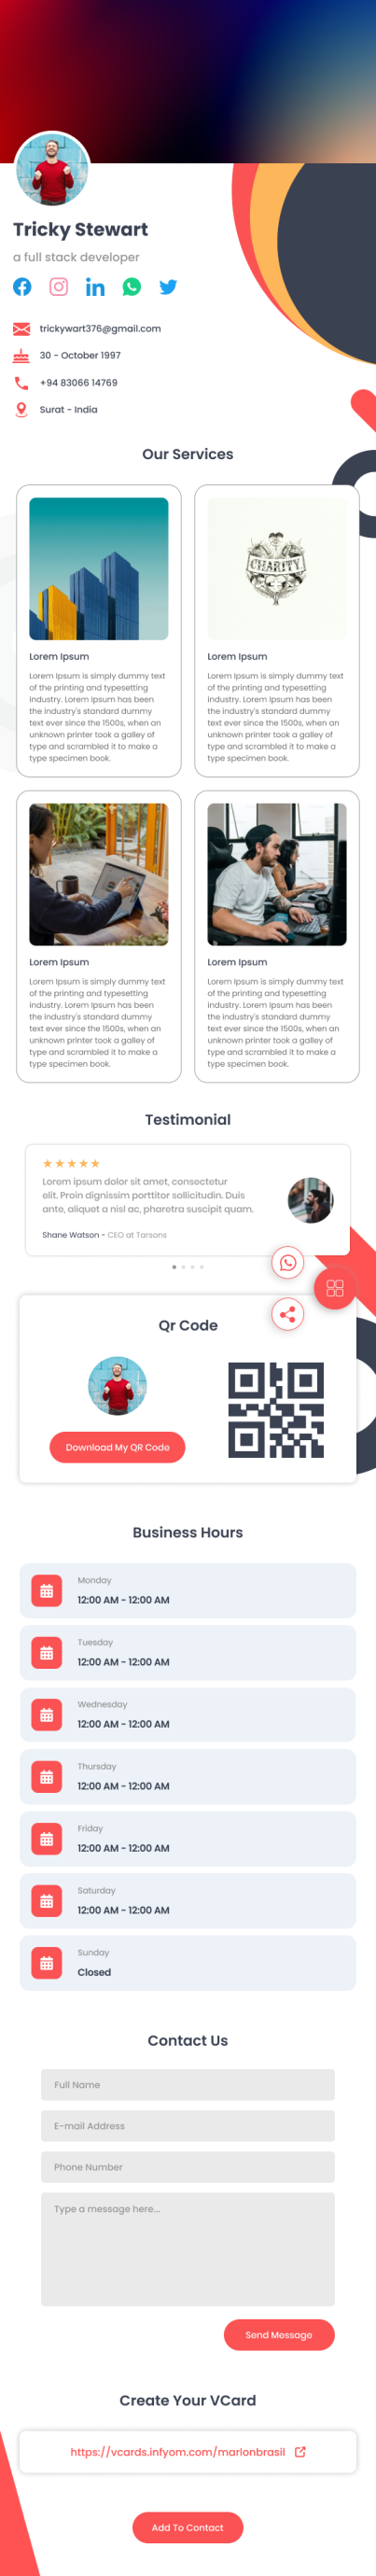 Tricky Stewart
a full stack developer
trickywart376@gmail.com
30 - October 1997
+94 83066 14769
Surat - India
Our Services
CHARITY
Lorem Ipsum
Lorem Ipsum is simply dummy text
of the printing and typesetting
industry. Lorem Ipsum has been
the industry's standard dummy
text ever since the 1500s, when an
unknown printer took a galley of
type and scrambled it to make a
type specimen book.
Lorem Ipsum
Lorem Ipsum is simply dummy text
of the printing and typesetting
industry. Lorem Ipsum has been
the industry's standard dummy
text ever since the 1500s, when an
unknown printer took a galley of
type and scrambled it to make a
type specimen book.
Lorem Ipsum
Lorem Ipsum is simply dummy text
of the printing and typesetting
industry. Lorem Ipsum has been
the industry's standard dummy
text ever since the 1500s, when an
unknown printer took a galley of
type and scrambled it to make a
type specimen book.
Lorem Ipsum
Lorem Ipsum is simply dummy text
of the printing and typesetting
industry. Lorem Ipsum has been
the industry's standard dummy
text ever since the 1500s, when an
unknown printer took a galley of
type and scrambled it to make a
type specimen book.
Testimonial
Lorem ipsum dolor sit amet, consectetur
elit. Proin dignissim porttitor sollicitudin. Duis
ante, aliquet a nisl ac, pharetra suscipit quam.
Shane Watson - CEO at Tarsons
Qr Code
Download My QR Code
Business Hours
Monday
12:00 AM - 12:00 AM
Tuesday
12:00 AM - 12:00 AM
Wednesday
12:00 AM - 12:00 AM
Thursday
12:00 AM - 12:00 AM
Friday
12:00 AM - 12:00 AM
Saturday
12:00 AM - 12:00 AM
Sunday
Closed
Contact Us
Full Name
E-mail Address
Phone Number
Type a message here...
Send Message
Create Your VCard
https://vcards.infyom.com/marlonbrasil
Add To Contact